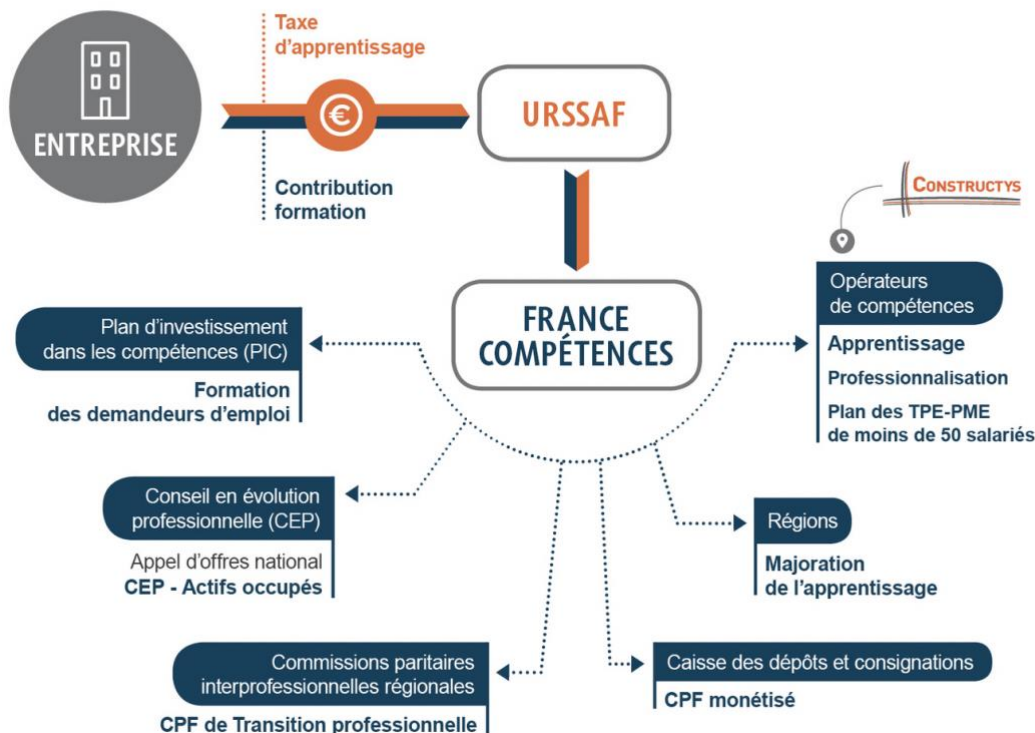 Taxe
d’apprentissage
ENTREPRISE
€
URSSAF
Contribution
formation
CONSTRUCTYS
FRANCE
COMPÉTENCES
Opérateurs
de compétences
Apprentissage
Professionnalisation
Plan des TPE-PME
de moins de 50 salariés
Plan d’investissement
dans les compétences (PIC)
Formation
des demandeurs d’emploi
Conseil en évolution
professionnelle (CEP)
Appel d’offres national
CEP - Actifs occupés
Régions
Majoration
de l’apprentissage
Commissions paritaires
interprofessionnelles régionales
CPF de Transition professionnelle
Caisse des dépôts et consignations
CPF monétisé